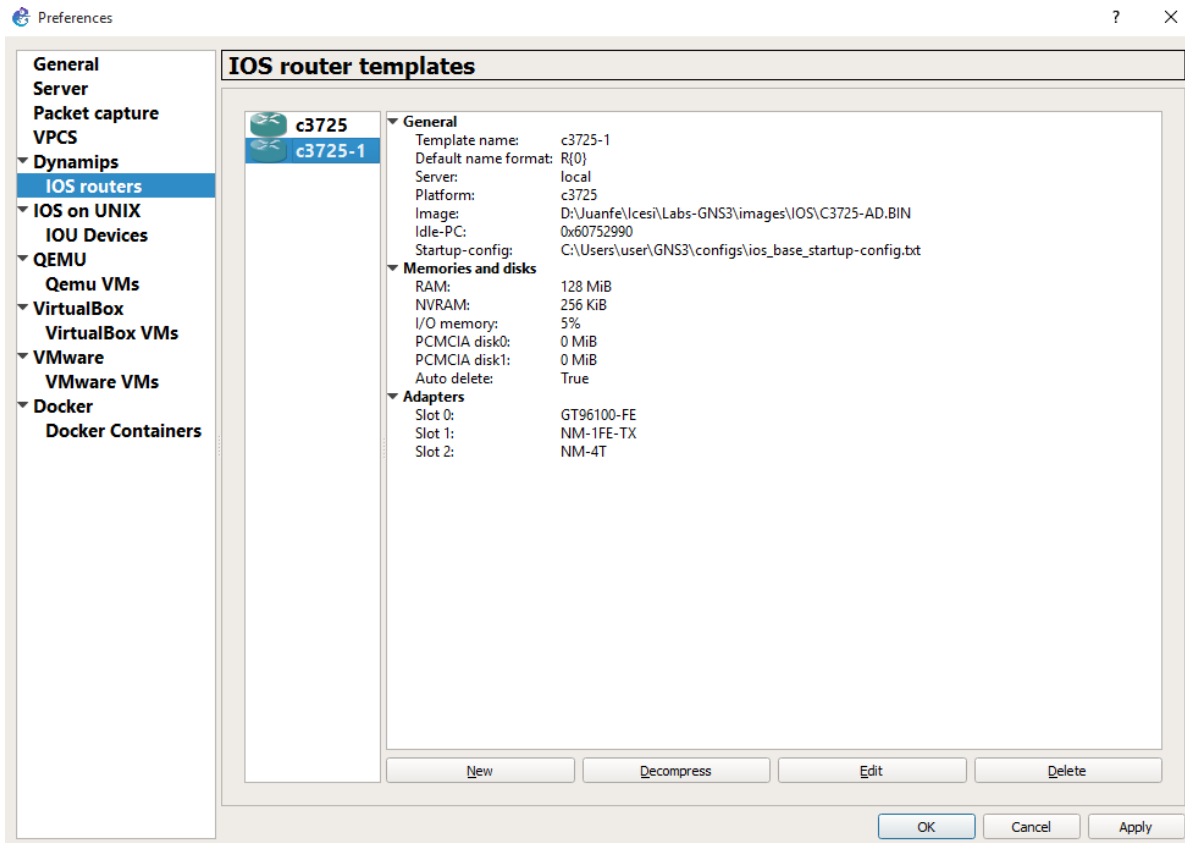 Preferences
?
General
Server
Packet capture
VPCS
Dynamips
IOS routers
IOS on UNIX
IOU Devices
QEMU
Qemu VMs
VirtualBox
VirtualBox VMs
VMware
VMware VMs
Docker
Docker Containers
IOS router templates
c3725
c3725-1
General
Template name: c3725-1
Default name format: R{0}
Server: local
Platform: c3725
Image: D:\Juanfe\Icesi\Labs-GNS3\images\IOS\C3725-AD.BIN
Idle-PC: 0x60752990
Startup-config: C:\Users\user\GNS3\configs\ios_base_startup-config.txt
Memories and disks
RAM: 128 MiB
NVRAM: 256 KiB
I/O memory: 5%
PCMCIA disk0: 0 MiB
PCMCIA disk1: 0 MiB
Auto delete: True
Adapters
Slot 0: GT96100-FE
Slot 1: NM-1FE-TX
Slot 2: NM-4T
New Decompress Edit Delete
OK Cancel Apply